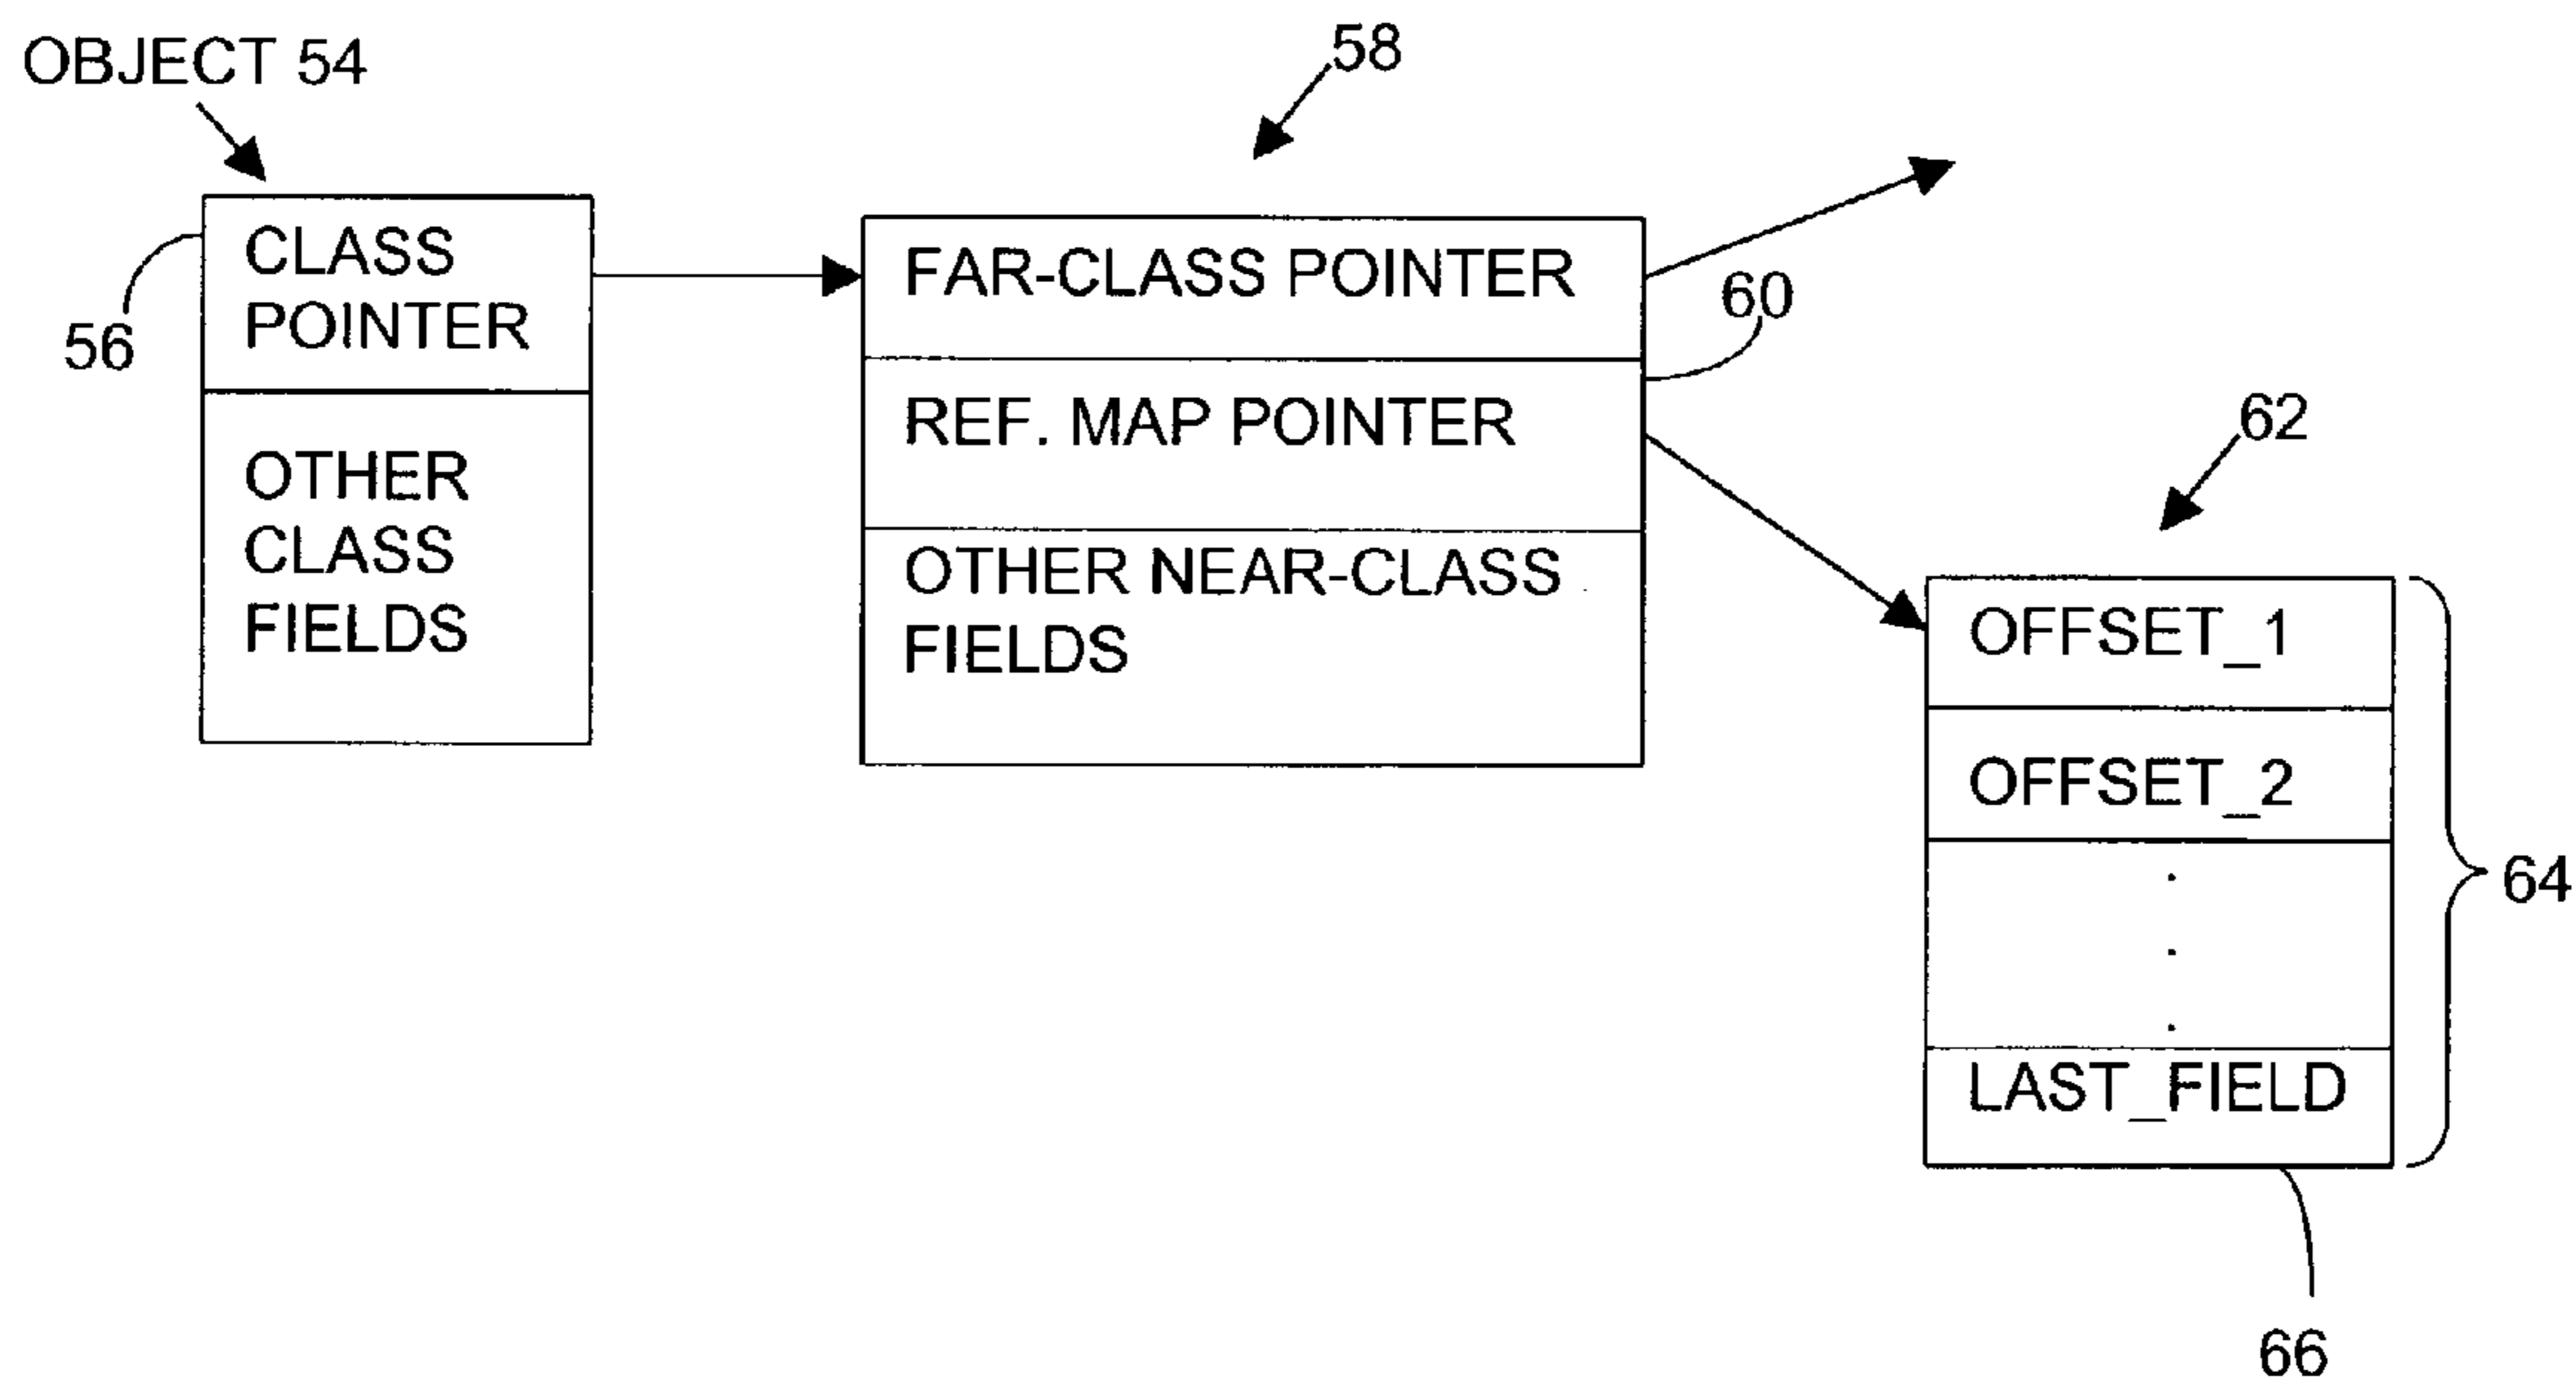 OBJECT 54
58
CLASS
POINTER
56
OTHER
CLASS
FIELDS
FAR-CLASS POINTER
60
REF. MAP POINTER
OTHER NEAR-CLASS
FIELDS
62
OFFSET_1
OFFSET_2
.
.
.
LAST_FIELD
64
66